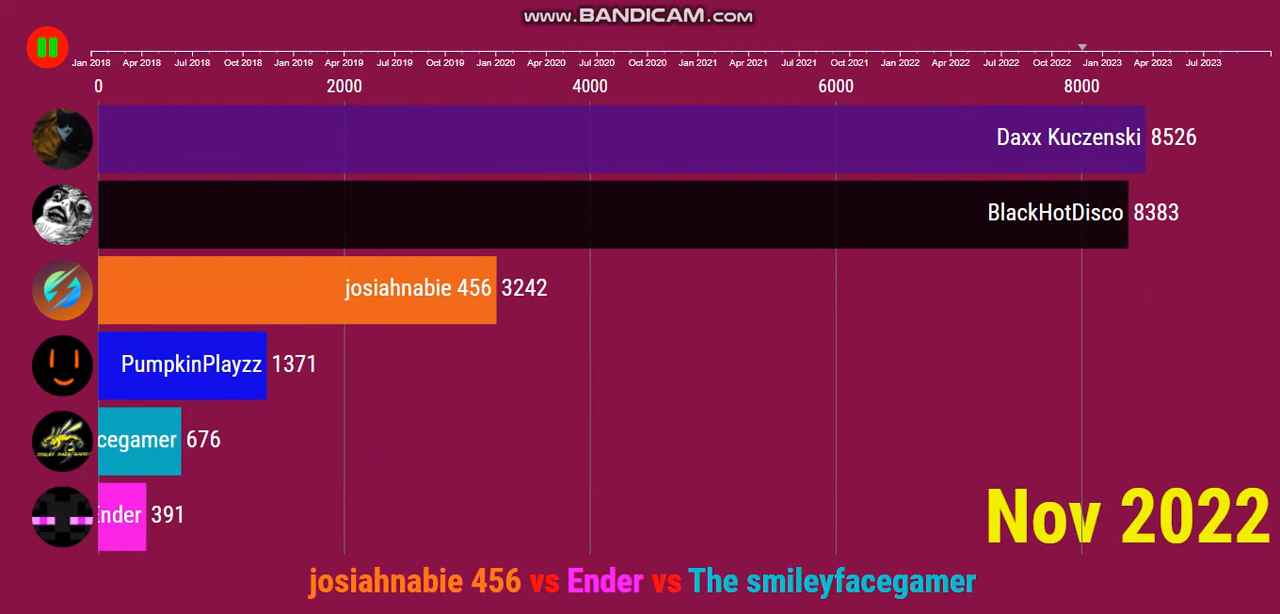 www.BANDICAM.com
Jan 2018 Apr 2018 Jul 2018 Oct 2018 Jan 2019 Apr 2019 Jul 2019 Oct 2019 Jan 2020 Apr 2020 Jul 2020 Oct 2020 Jan 2021 Apr 2021 Jul 2021 Oct 2021 Jan 2022 Apr 2022 Jul 2022 Oct 2022 Jan 2023 Apr 2023 Jul 2023
0 2000 4000 6000 8000
Daxx Kuczenski 8526
BlackHotDisco 8383
josiahnabie 456 3242
PumpkinPlayzz 1371
cegamer 676
Ender 391
Nov 2022
josiahnabie 456 vs Ender vs The smileyfacegamer